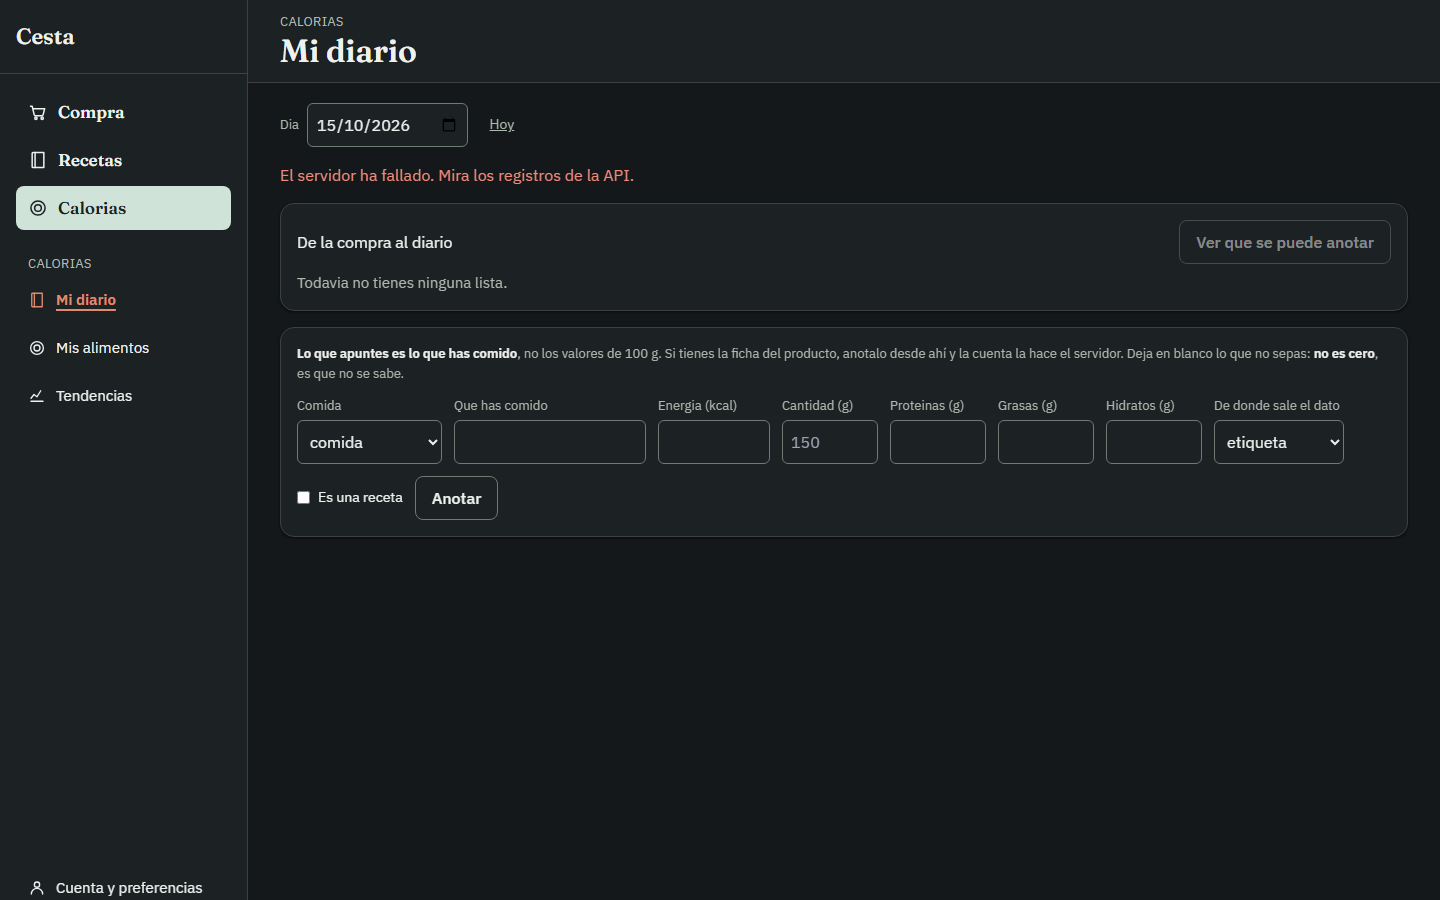 Cesta
Compra
Recetas
Calorias
CALORIAS
Mi diario
Mis alimentos
Tendencias
Cuenta y preferencias
CALORIAS
Mi diario
Dia 15/10/2026 Hoy
El servidor ha fallado. Mira los registros de la API.
De la compra al diario Ver que se puede anotar
Todavia no tienes ninguna lista.
Lo que apuntes es lo que has comido, no los valores de 100 g. Si tienes la ficha del producto, anotalo desde ahí y la cuenta la hace el servidor. Deja en blanco lo que no sepas: no es cero,
es que no se sabe.
Comida Que has comido Energia (kcal) Cantidad (g) Proteinas (g) Grasas (g) Hidratos (g) De donde sale el dato
comida 150 etiqueta
Es una receta Anotar